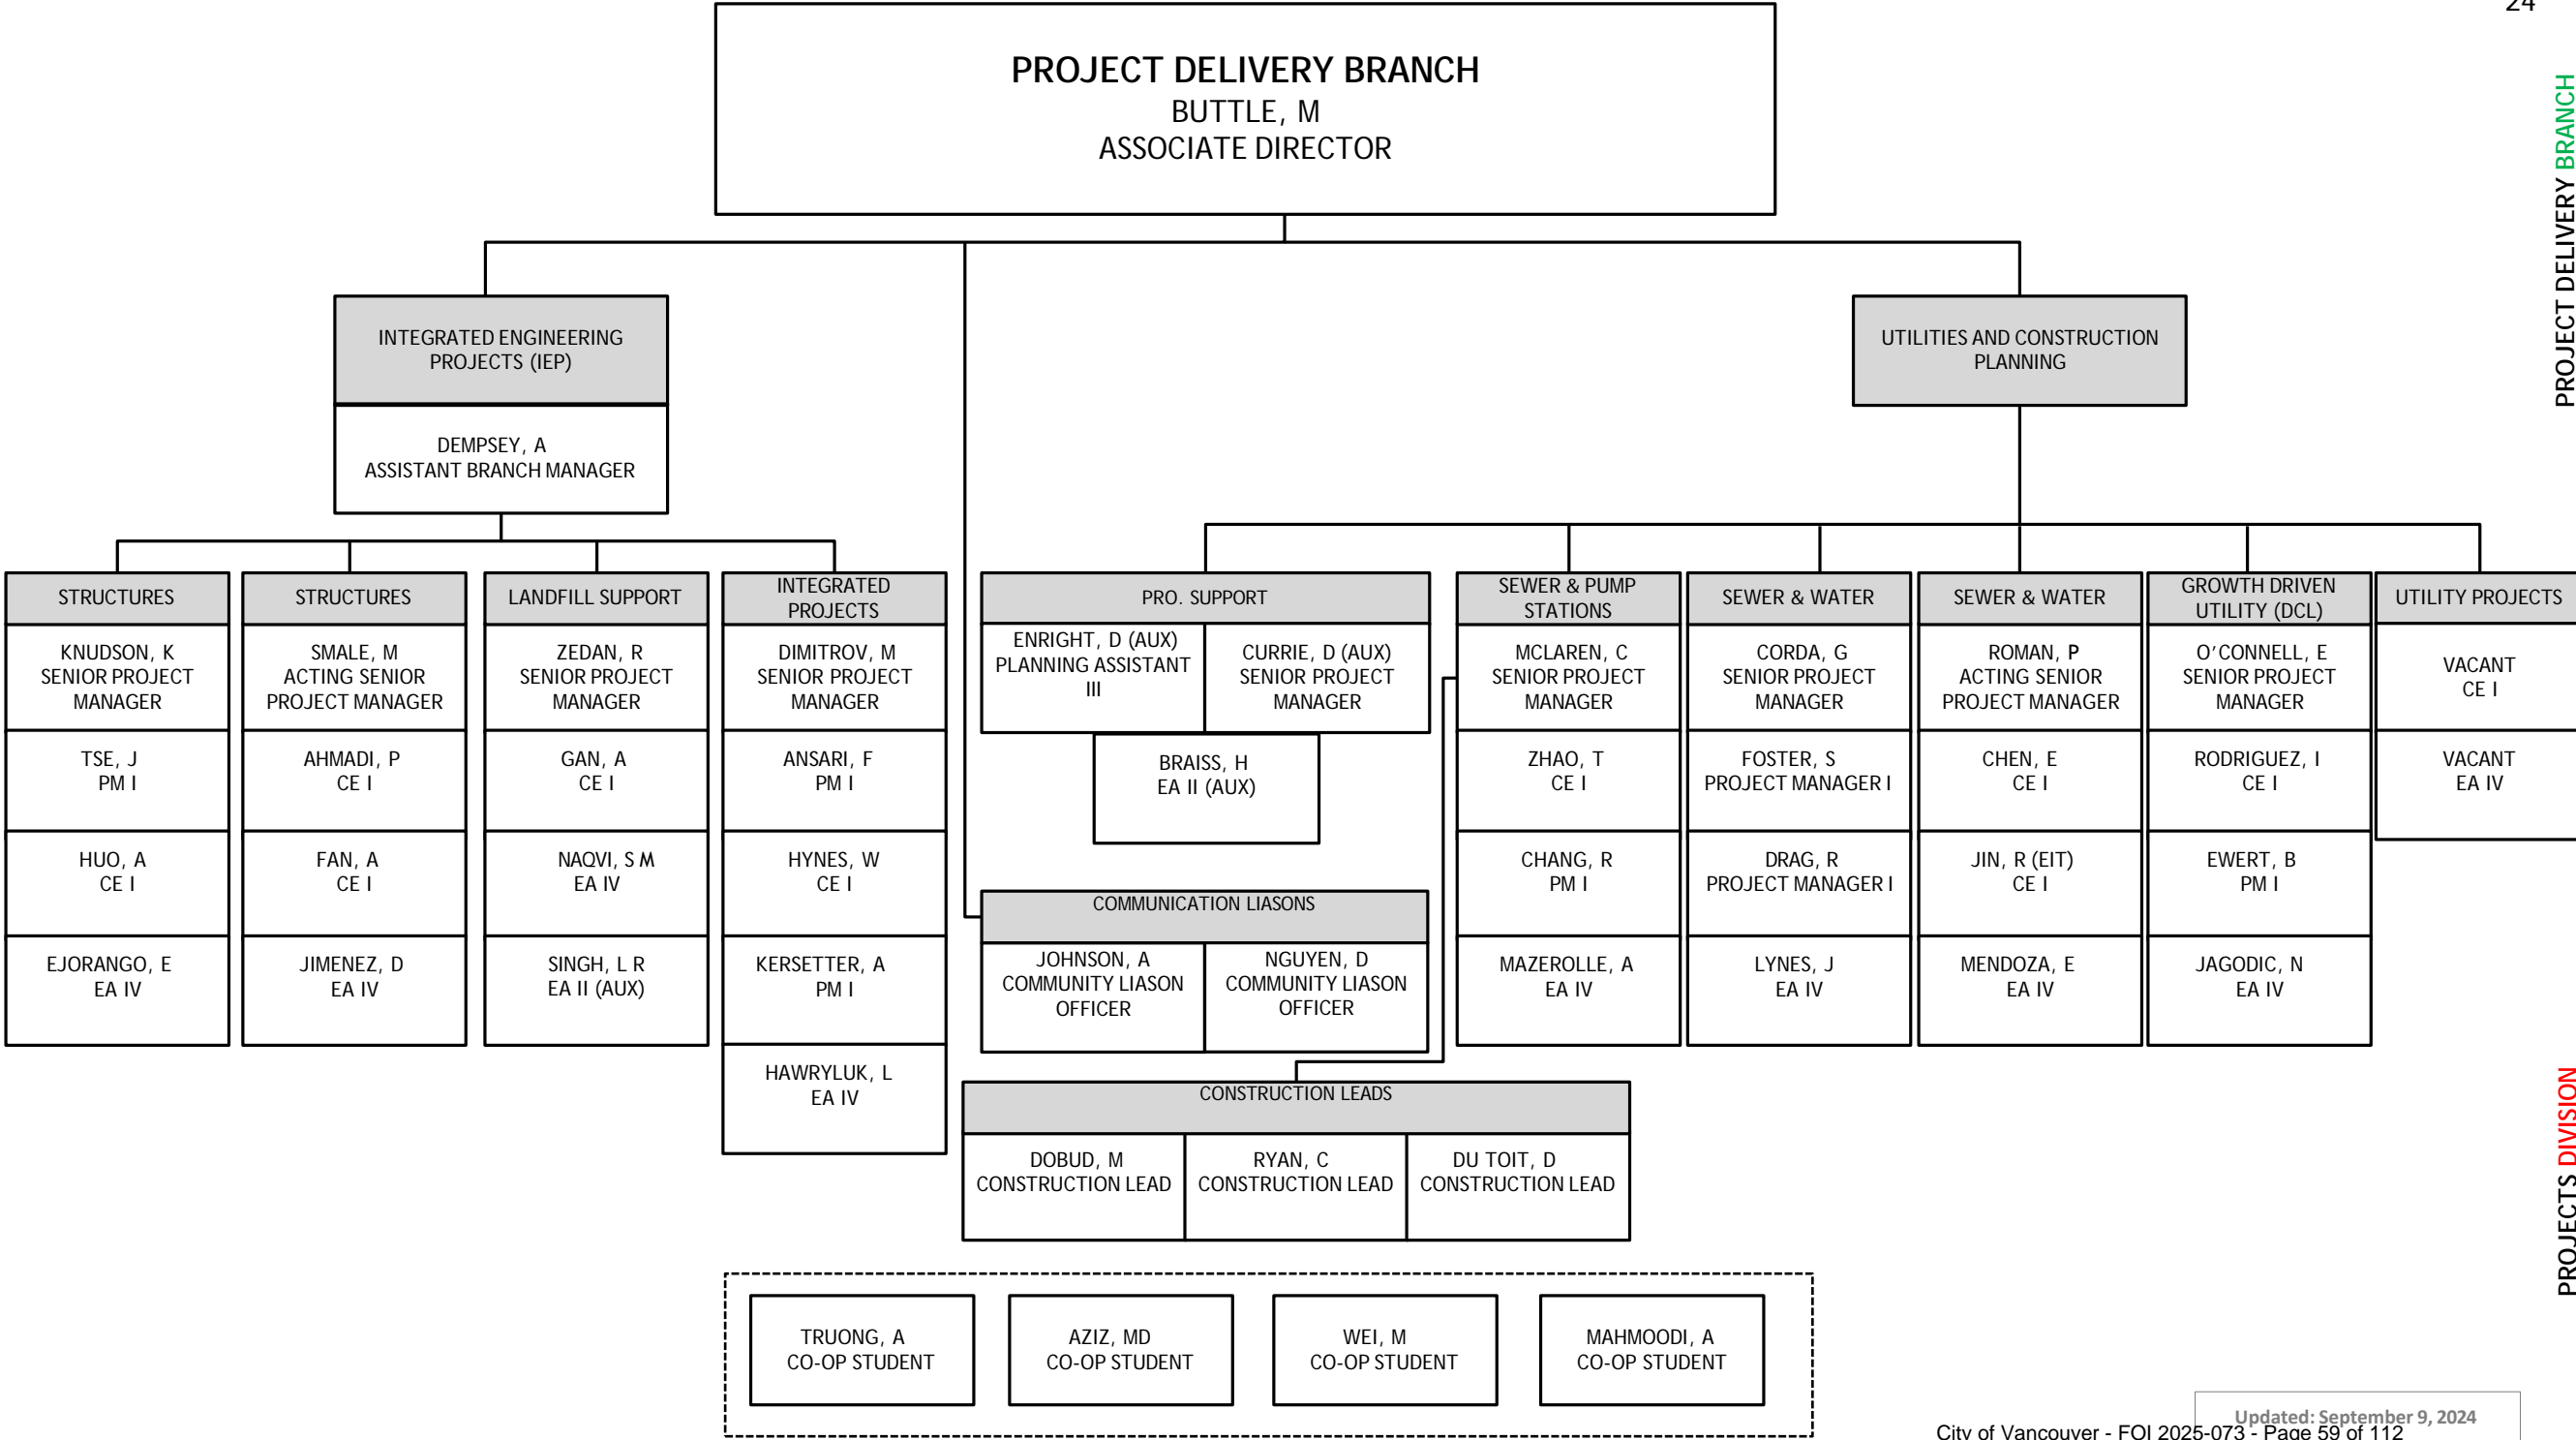 24
PROJECT DELIVERY BRANCH
BUTTLE, M
ASSOCIATE DIRECTOR
PROJECT DELIVERY BRANCH
INTEGRATED ENGINEERING
PROJECTS (IEP)
DEMPSEY, A
ASSISTANT BRANCH MANAGER
UTILITIES AND CONSTRUCTION
PLANNING
STRUCTURES
KNUDSON, K
SENIOR PROJECT
MANAGER
TSE, J
PM I
HUO, A
CE I
EJORANGO, E
EA IV
STRUCTURES
SMALE, M
ACTING SENIOR
PROJECT MANAGER
AHMADI, P
CE I
FAN, A
CE I
JIMENEZ, D
EA IV
LANDFILL SUPPORT
ZEDAN, R
SENIOR PROJECT
MANAGER
GAN, A
CE I
NAQVI, S M
EA IV
SINGH, L R
EA II (AUX)
INTEGRATED
PROJECTS
DIMITROV, M
SENIOR PROJECT
MANAGER
ANSARI, F
PM I
HYNES, W
CE I
KERSETTER, A
PM I
HAWRYLUK, L
EA IV
PRO. SUPPORT
ENRIGHT, D (AUX)
PLANNING ASSISTANT
III
CURRIE, D (AUX)
SENIOR PROJECT
MANAGER
BRAISS, H
EA II (AUX)
COMMUNICATION LIASONS
JOHNSON, A
COMMUNITY LIASON
OFFICER
NGUYEN, D
COMMUNITY LIASON
OFFICER
SEWER & PUMP
STATIONS
MCLAREN, C
SENIOR PROJECT
MANAGER
ZHAO, T
CE I
CHANG, R
PM I
MAZEROLLE, A
EA IV
SEWER & WATER
CORDA, G
SENIOR PROJECT
MANAGER
FOSTER, S
PROJECT MANAGER I
DRAG, R
PROJECT MANAGER I
LYNES, J
EA IV
SEWER & WATER
ROMAN, P
ACTING SENIOR
PROJECT MANAGER
CHEN, E
CE I
JIN, R (EIT)
CE I
MENDOZA, E
EA IV
GROWTH DRIVEN
UTILITY (DCL)
O'CONNELL, E
SENIOR PROJECT
MANAGER
RODRIGUEZ, I
CE I
EWERT, B
PM I
JAGODIC, N
EA IV
UTILITY PROJECTS
VACANT
CE I
VACANT
EA IV
CONSTRUCTION LEADS
DOBUD, M
CONSTRUCTION LEAD
RYAN, C
CONSTRUCTION LEAD
DU TOIT, D
CONSTRUCTION LEAD
PROJECTS DIVISION
TRUONG, A
CO-OP STUDENT
AZIZ, MD
CO-OP STUDENT
WEI, M
CO-OP STUDENT
MAHMOODI, A
CO-OP STUDENT
Updated: September 9, 2024
City of Vancouver - FOI 2025-073 - Page 59 of 112